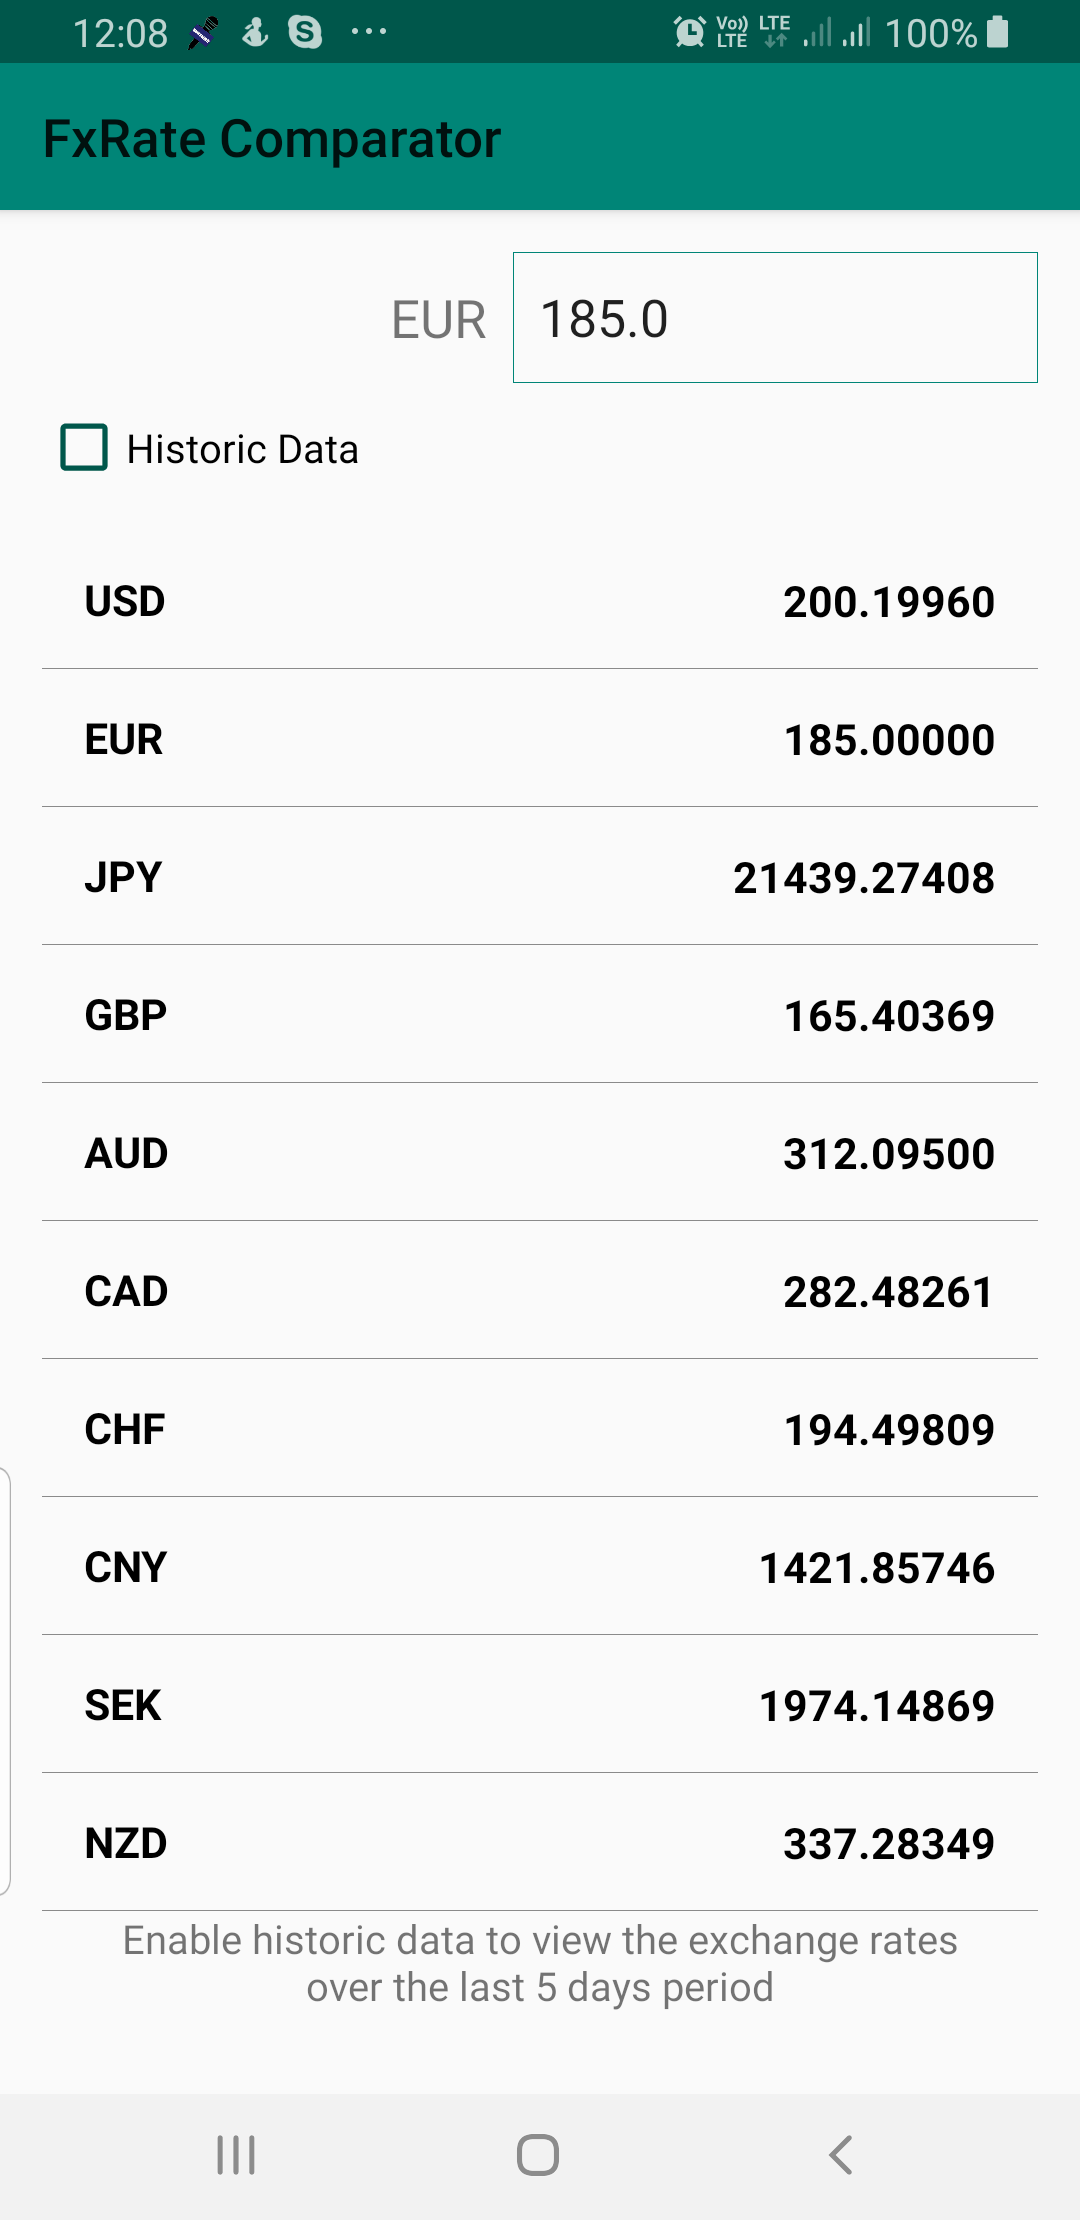 12:08
Vo)) LTE
LTE
100%
FxRate Comparator
EUR 185.0
Historic Data
USD 200.19960
EUR 185.00000
JPY 21439.27408
GBP 165.40369
AUD 312.09500
CAD 282.48261
CHF 194.49809
CNY 1421.85746
SEK 1974.14869
NZD 337.28349
Enable historic data to view the exchange rates
over the last 5 days period